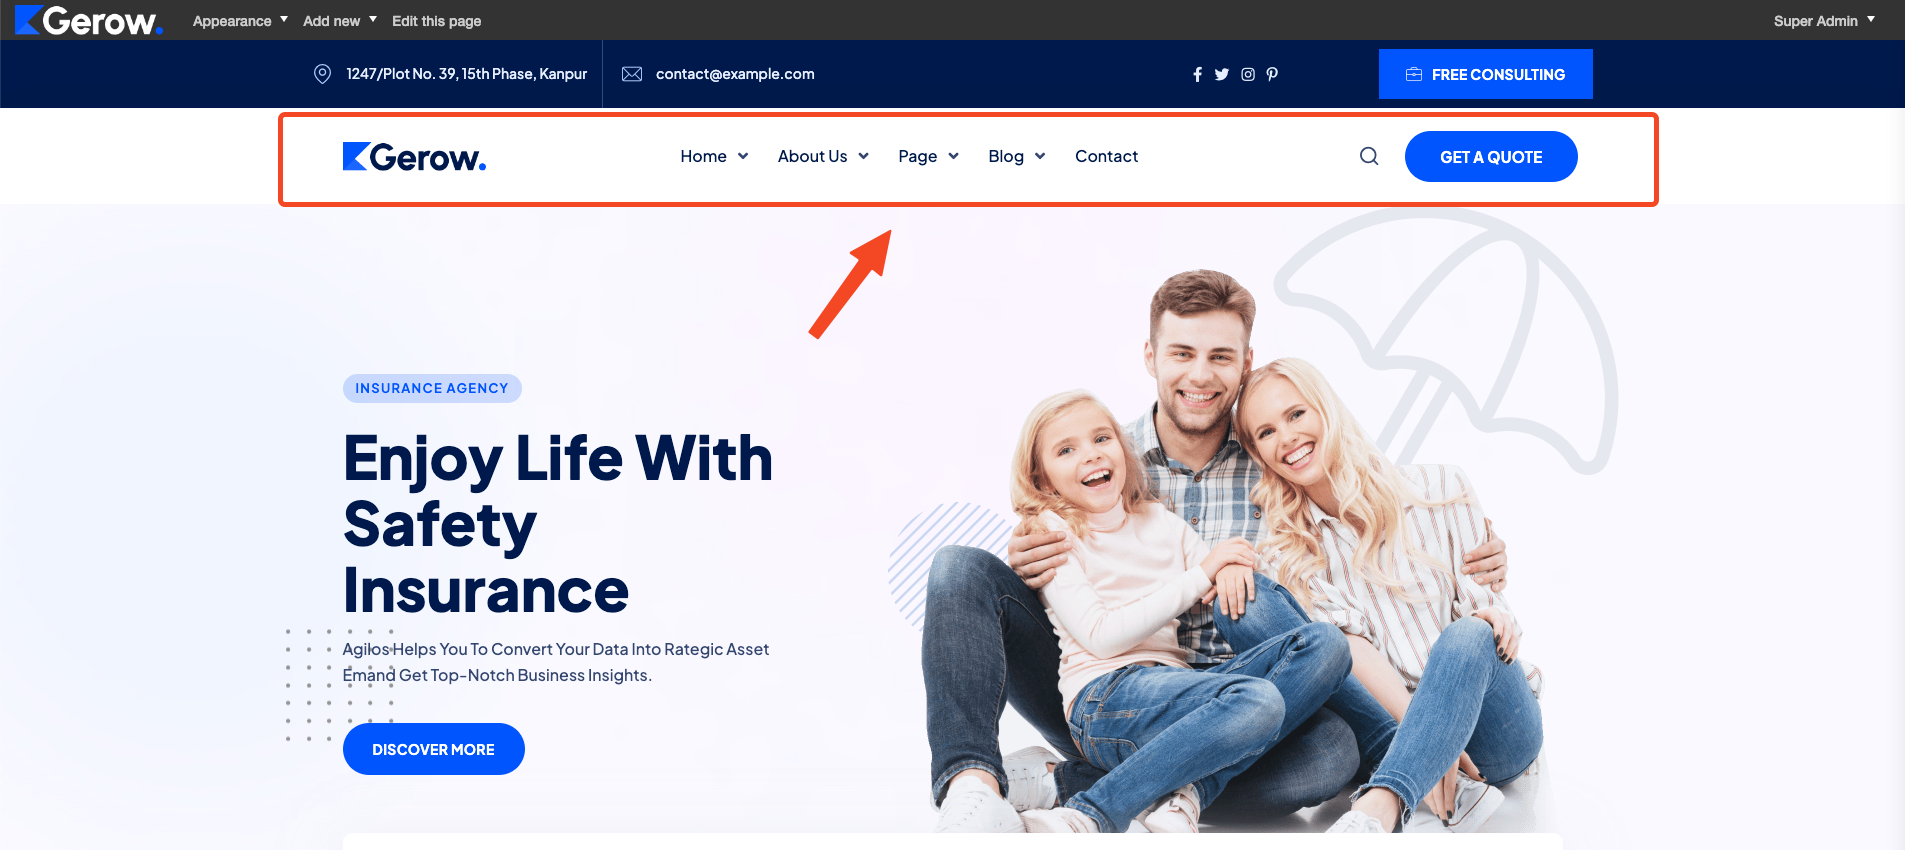 Gerow. Appearance Add new Edit this page Super Admin
1247/Plot No. 39, 15th Phase, Kanpur contact@example.com FREE CONSULTING
Gerow. Home About Us Page Blog Contact GET A QUOTE
INSURANCE AGENCY
Enjoy Life With
Safety
Insurance
Agilos Helps You To Convert Your Data Into Rategic Asset
Emand Get Top-Notch Business Insights.
DISCOVER MORE